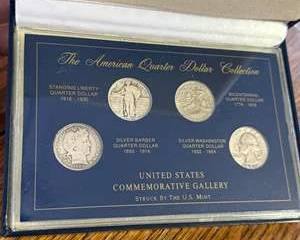 The American Quarter Dollar Collection
STANDING LIBERTY
QUARTER DOLLAR
1916 - 1930
BICENTENNIAL
QUARTER DOLLAR
1776 - 1976
SILVER BARBER
QUARTER DOLLAR
1892 - 1916
SILVER WASHINGTON
QUARTER DOLLAR
1932 - 1964
UNITED STATES
COMMEMORATIVE GALLERY
STRUCK BY THE U.S. MINT